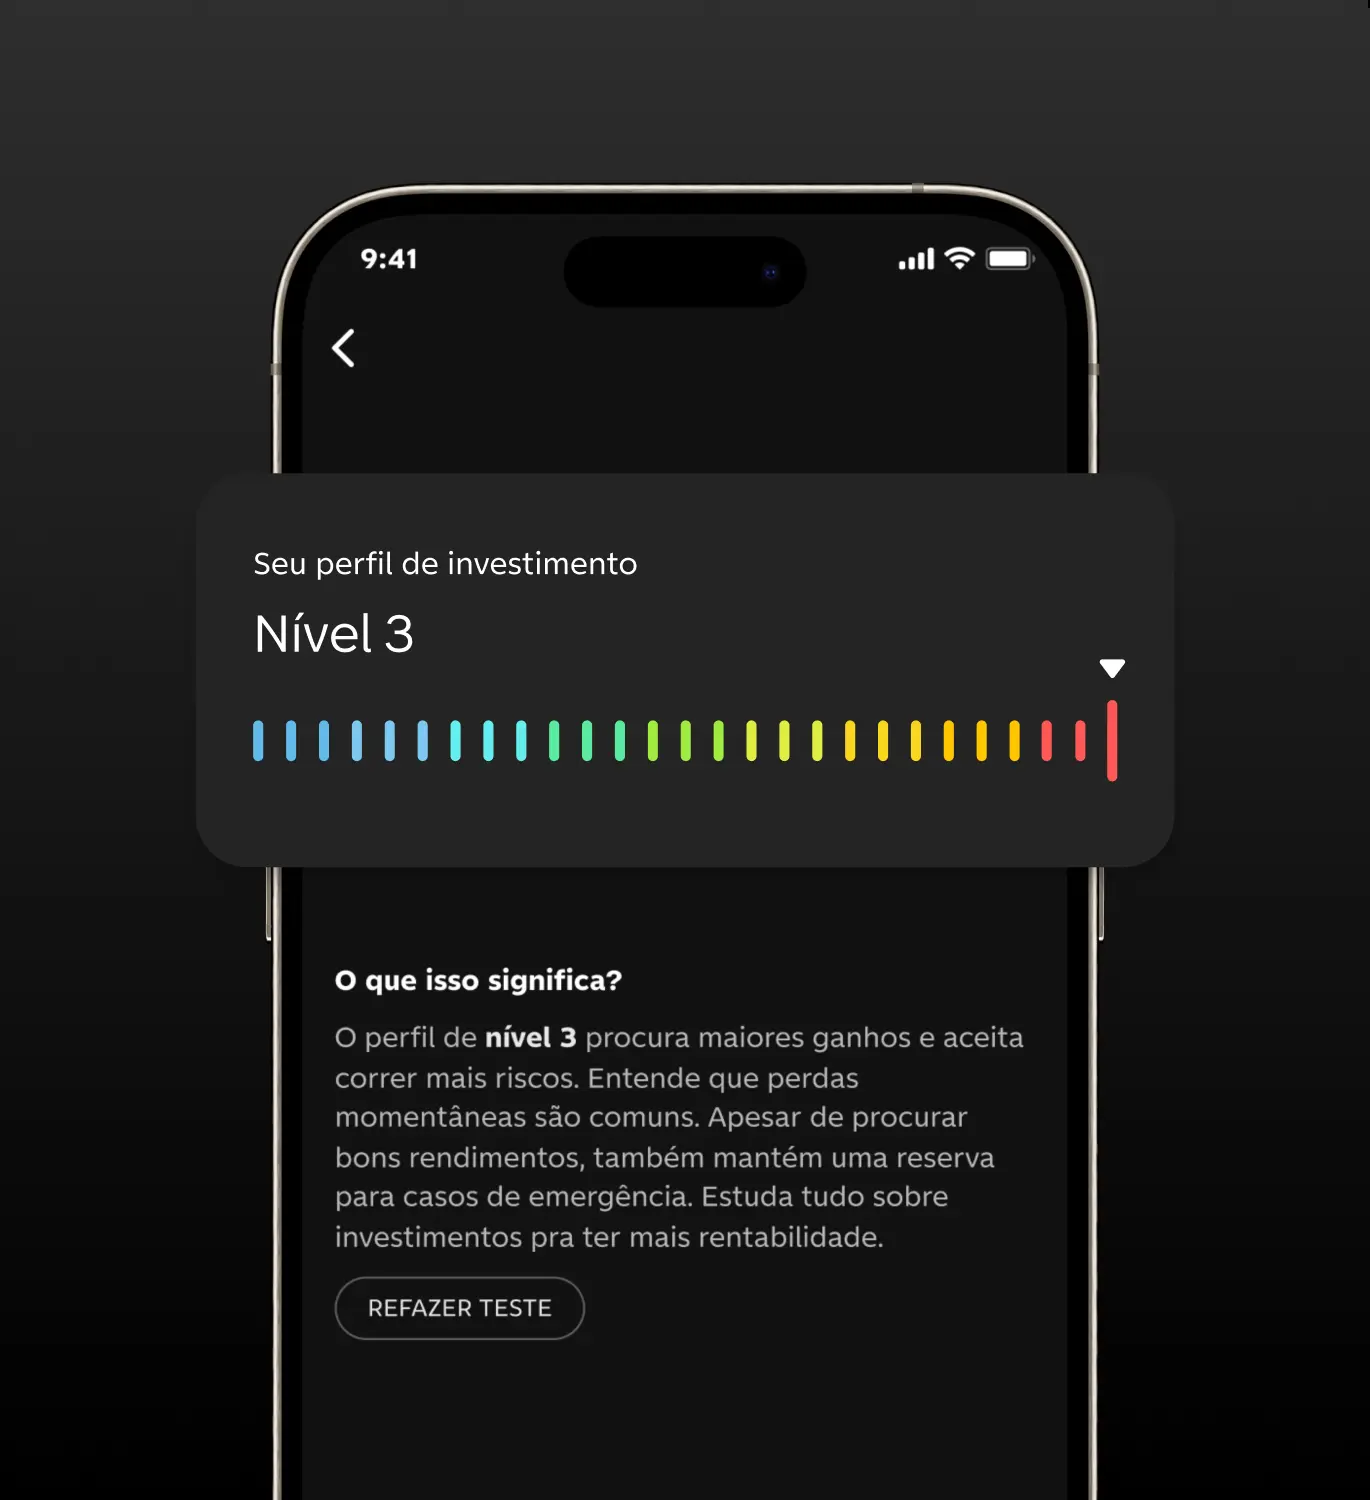 9:41
Seu perfil de investimento
Nível 3
O que isso significa?
O perfil de nível 3 procura maiores ganhos e aceita
correr mais riscos. Entende que perdas
momentâneas são comuns. Apesar de procurar
bons rendimentos, também mantém uma reserva
para casos de emergência. Estuda tudo sobre
investimentos pra ter mais rentabilidade.
REFAZER TESTE